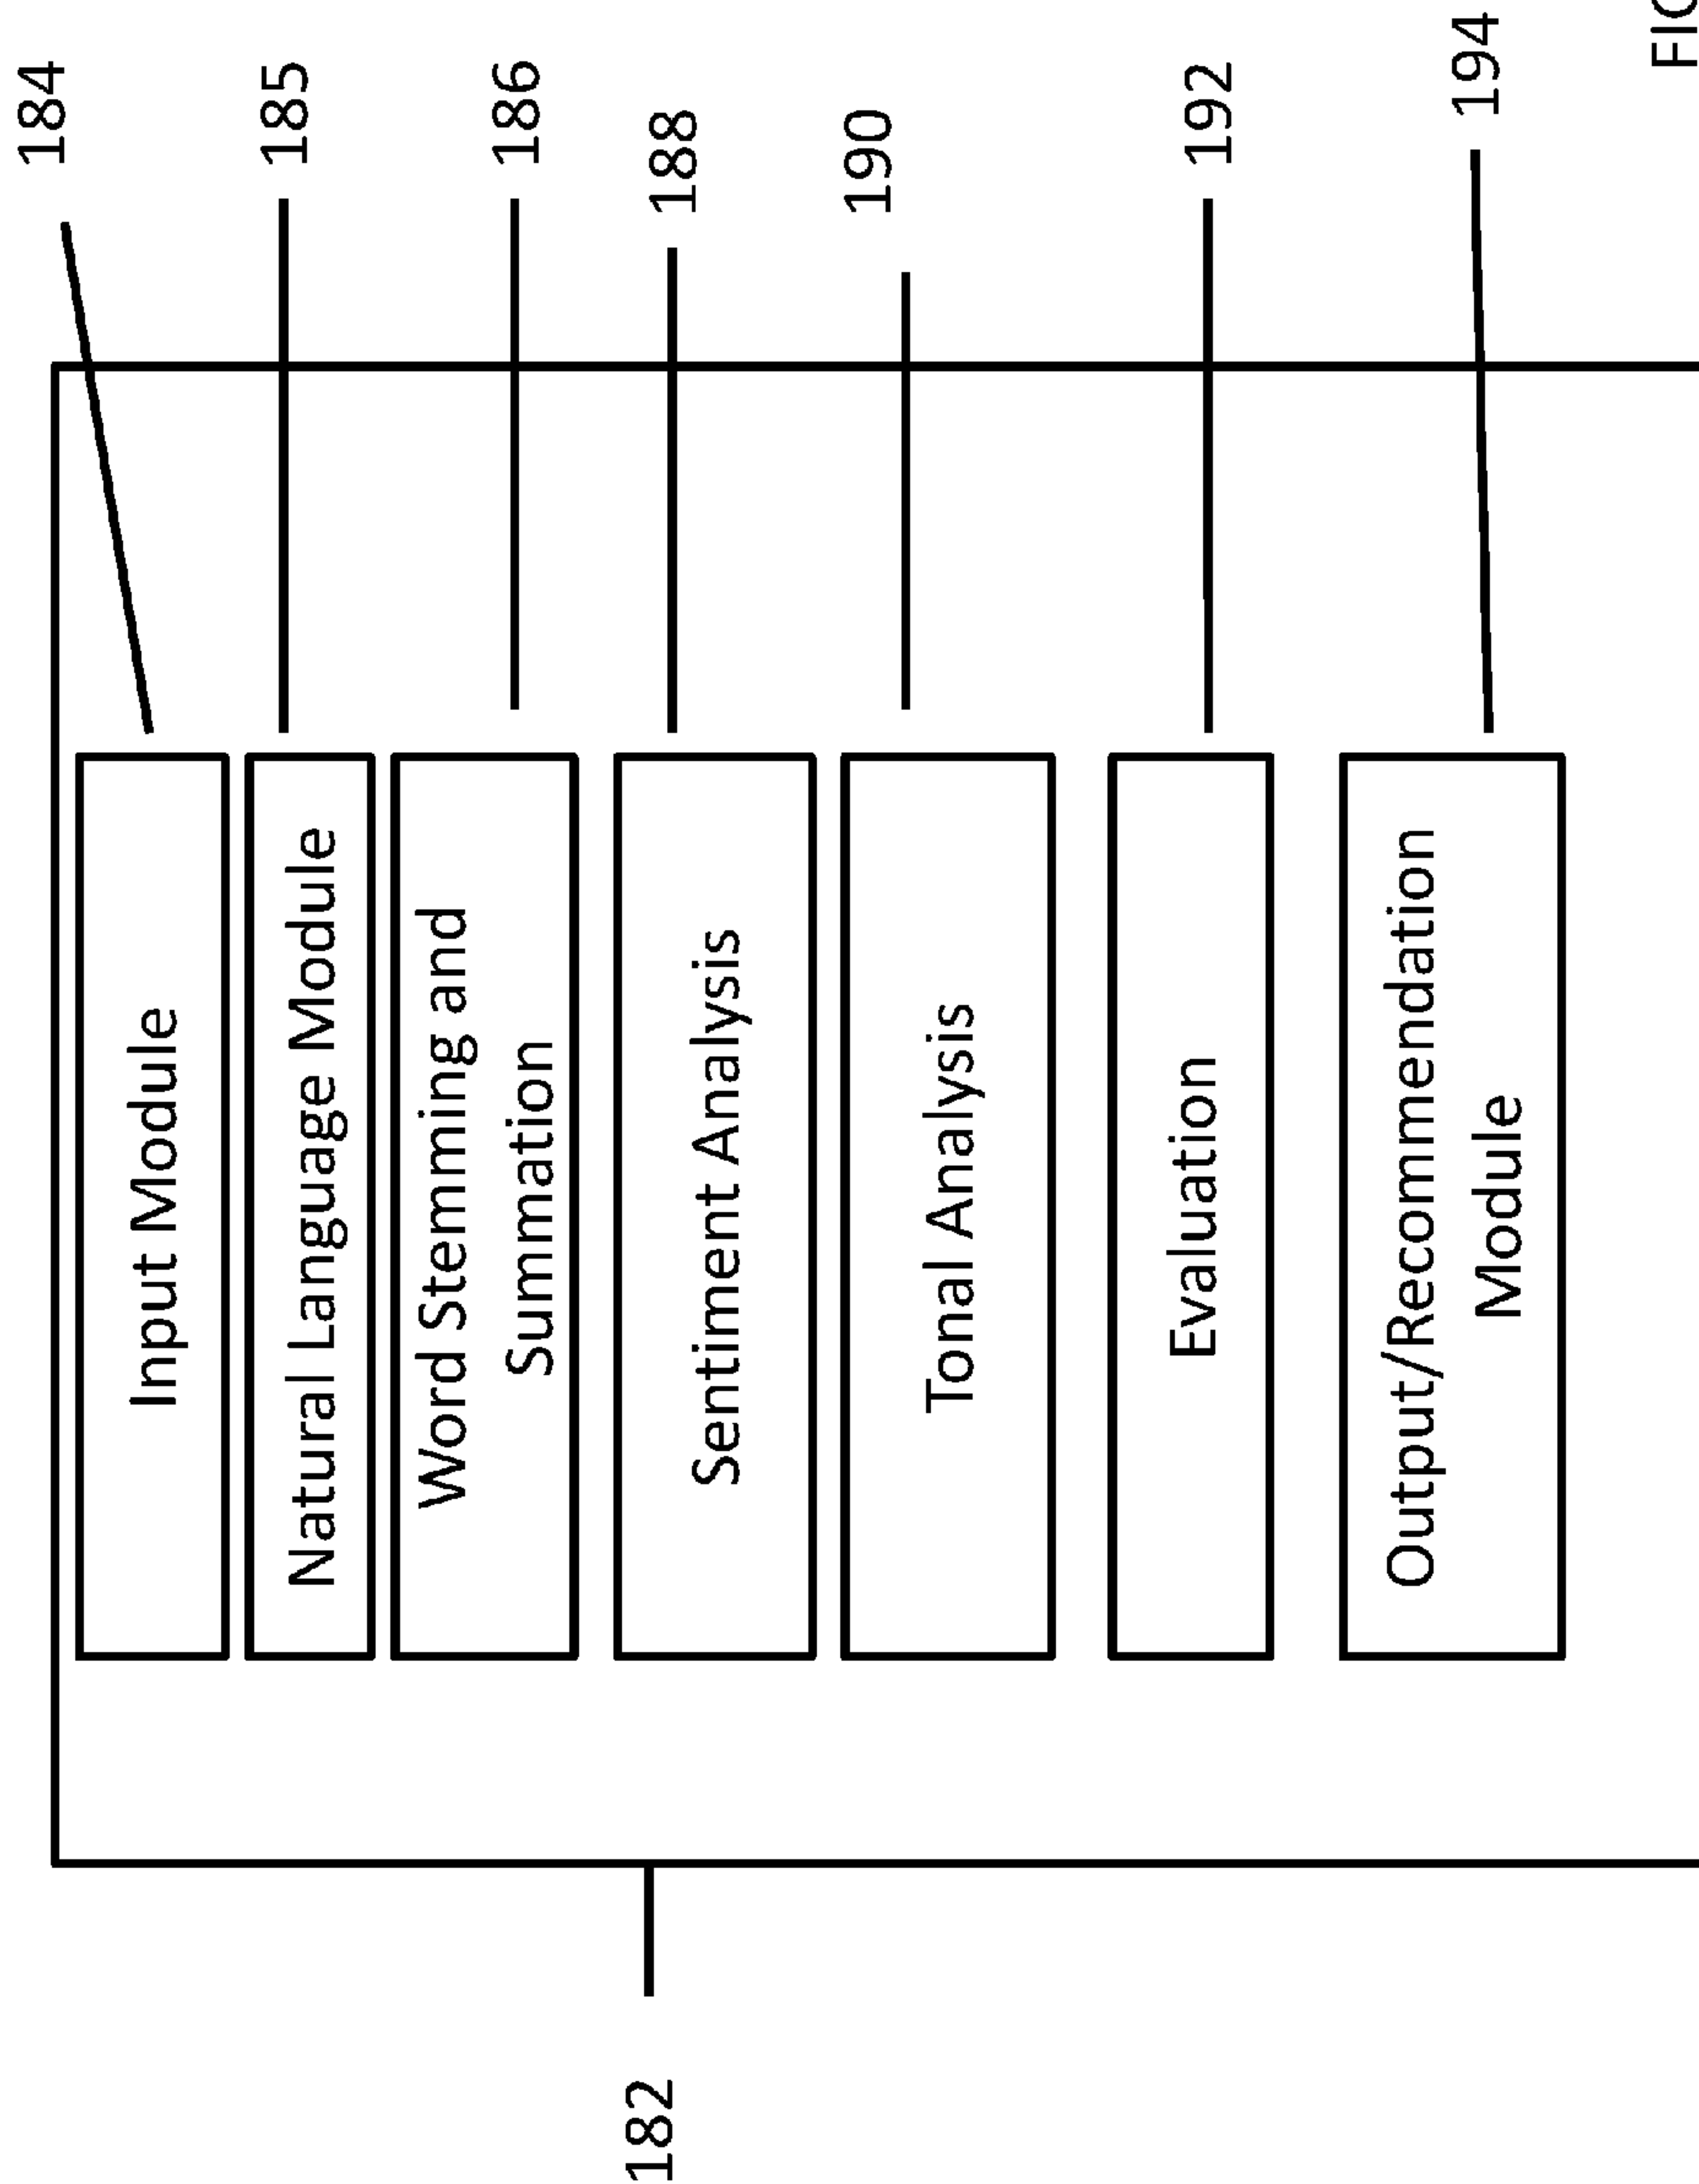 184
Input Module
185
Natural Language Module
186
Word Stemming and
Summation
188
Sentiment Analysis
190
Tonal Analysis
192
Evaluation
194
Output/Recommendation
Module
182